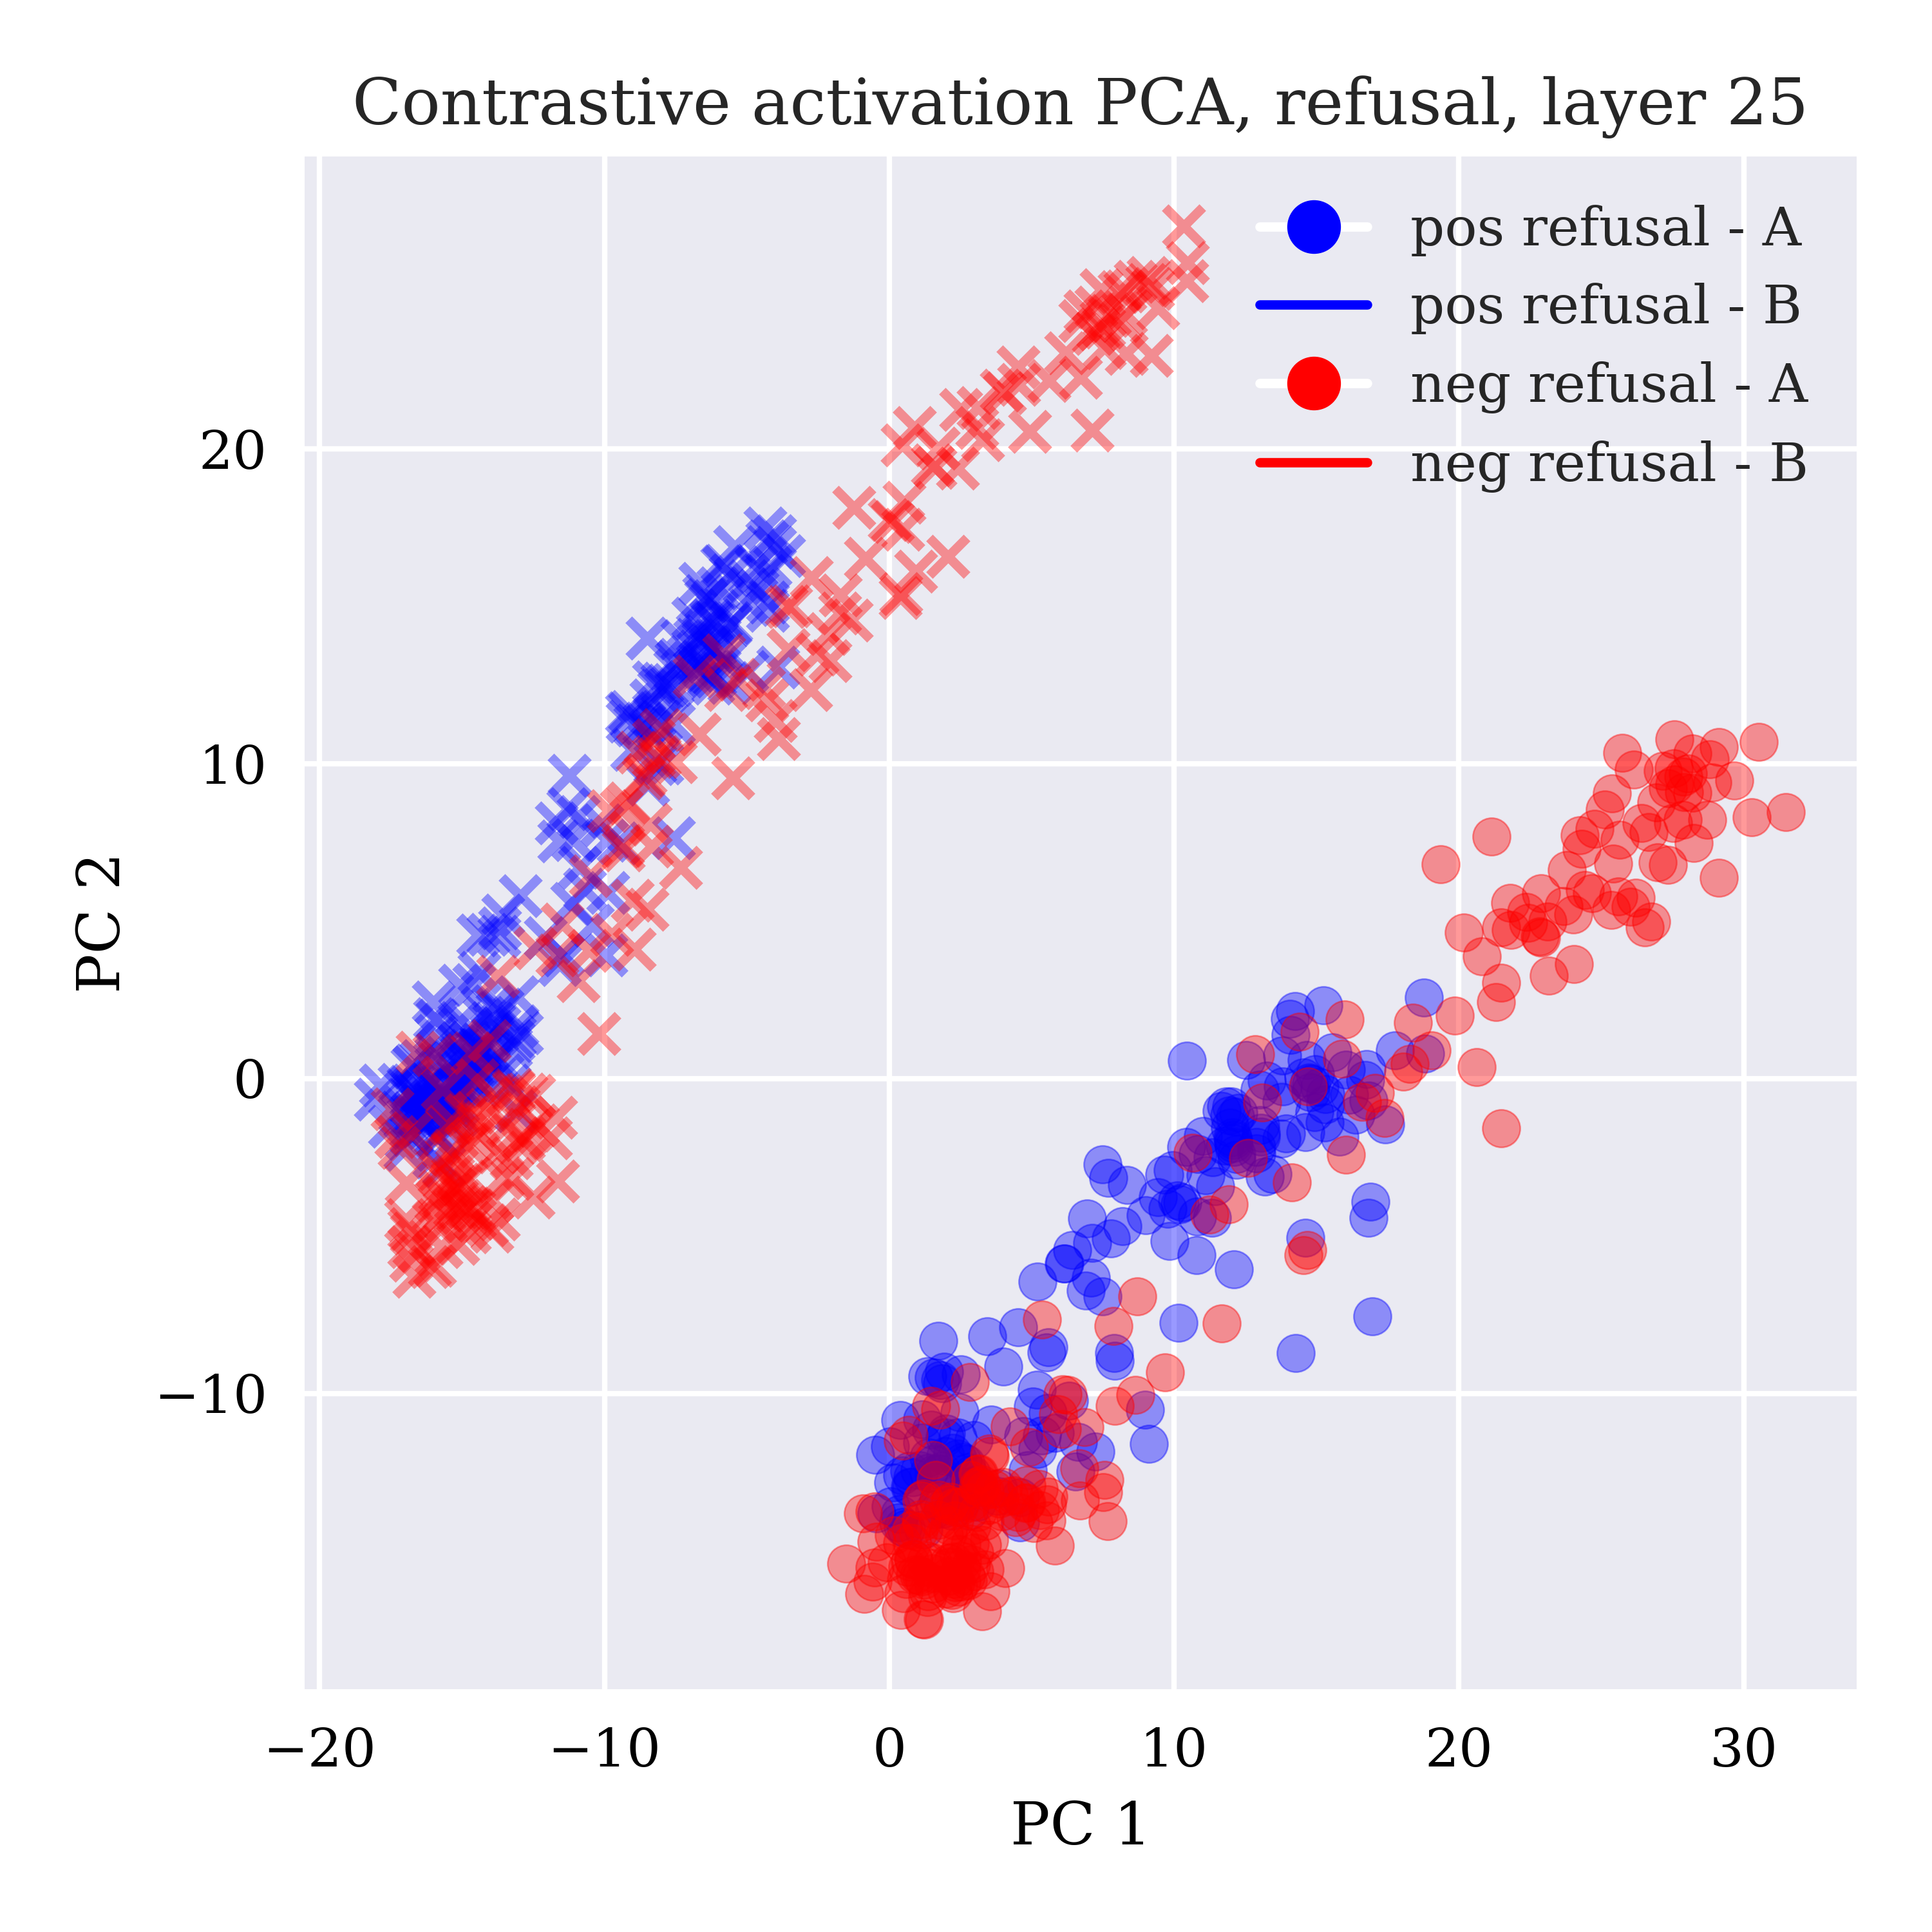 Contrastive activation PCA, refusal, layer 25
pos refusal - A
pos refusal - B
neg refusal - A
neg refusal - B
20
10
0
−10
PC 2
−20
−10
0
10
20
30
PC 1